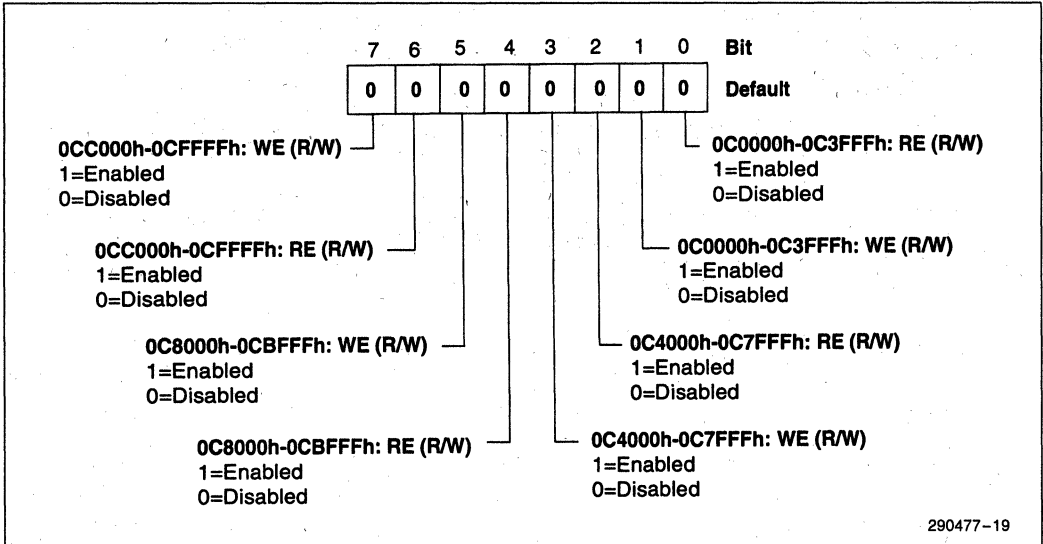 7 6 5 4 3 2 1 0 Bit
0 0 0 0 0 0 0 0 Default
0CC000h-0CFFFFh: WE (R/W)
1=Enabled
0=Disabled
0C0000h-0C3FFFh: RE (R/W)
1=Enabled
0=Disabled
0CC000h-0CFFFFh: RE (R/W)
1=Enabled
0=Disabled
0C0000h-0C3FFFh: WE (R/W)
1=Enabled
0=Disabled
0C8000h-0CBFFFh: WE (R/W)
1=Enabled
0=Disabled
0C4000h-0C7FFFh: RE (R/W)
1=Enabled
0=Disabled
0C8000h-0CBFFFh: RE (R/W)
1=Enabled
0=Disabled
0C4000h-0C7FFFh: WE (R/W)
1=Enabled
0=Disabled
290477-19